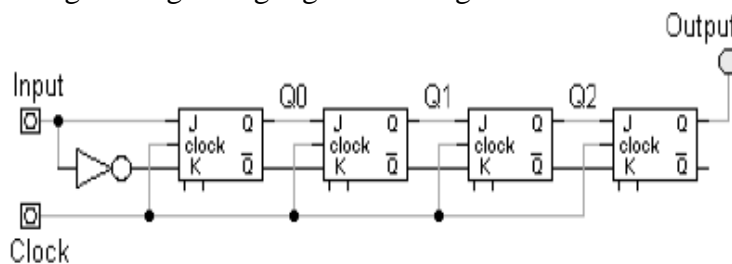 Output
Input
Q0 Q1 Q2
J Q J Q J Q J Q
clock clock clock clock
K Q̅ K Q̅ K Q̅ K Q̅
Clock